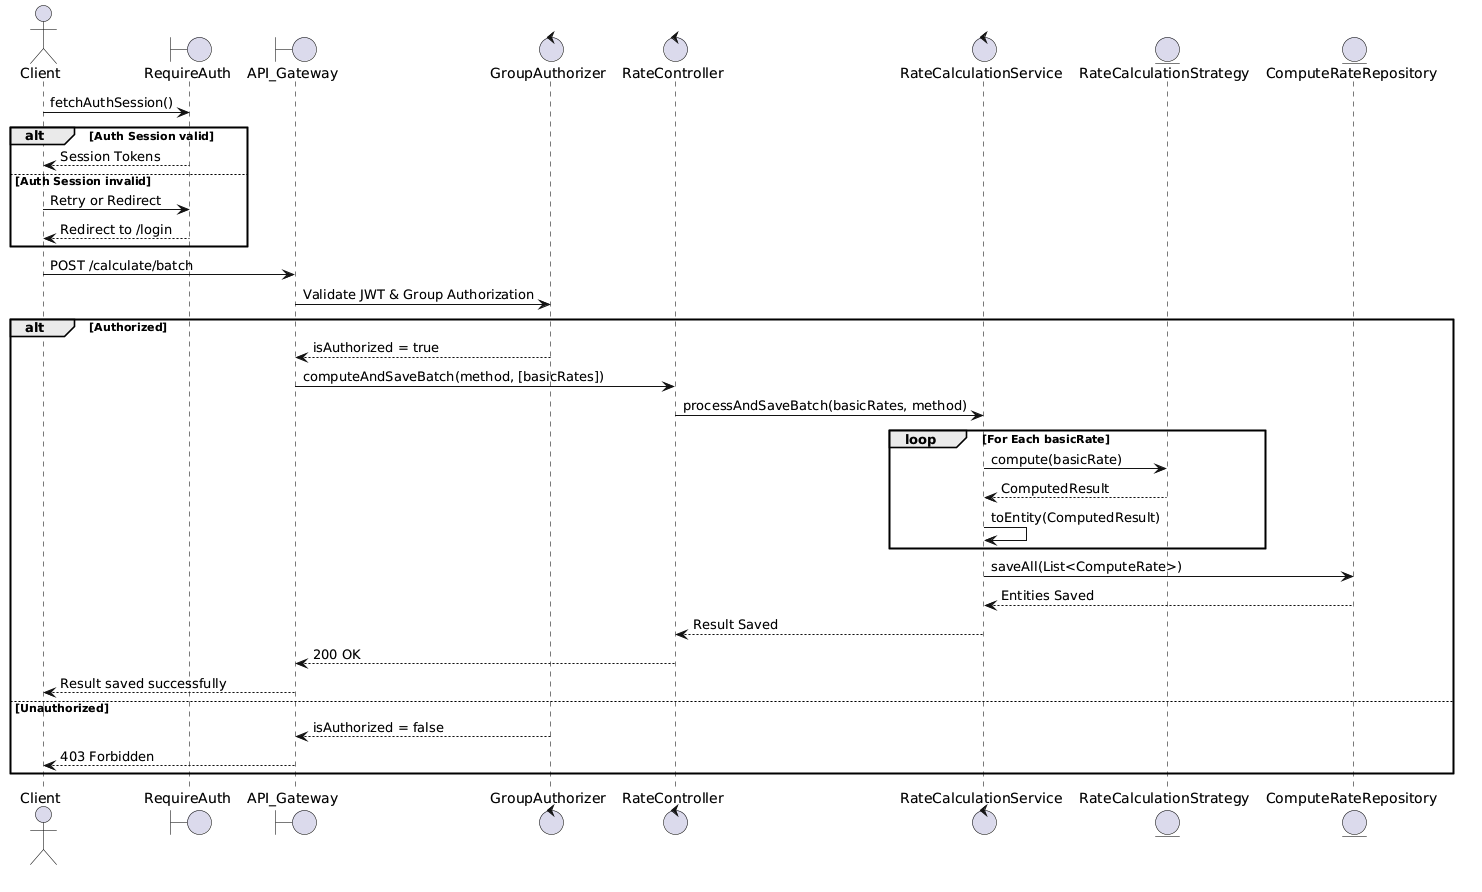 Client RequireAuth API_Gateway GroupAuthorizer RateController RateCalculationService RateCalculationStrategy ComputeRateRepository
fetchAuthSession()
alt [Auth Session valid]
Session Tokens
[Auth Session invalid]
Retry or Redirect
Redirect to /login
POST /calculate/batch
Validate JWT & Group Authorization
alt [Authorized]
isAuthorized = true
computeAndSaveBatch(method, [basicRates])
processAndSaveBatch(basicRates, method)
loop [For Each basicRate]
compute(basicRate)
ComputedResult
toEntity(ComputedResult)
saveAll(List<ComputeRate>)
Entities Saved
Result Saved
200 OK
Result saved successfully
[Unauthorized]
isAuthorized = false
403 Forbidden
Client RequireAuth API_Gateway GroupAuthorizer RateController RateCalculationService RateCalculationStrategy ComputeRateRepository